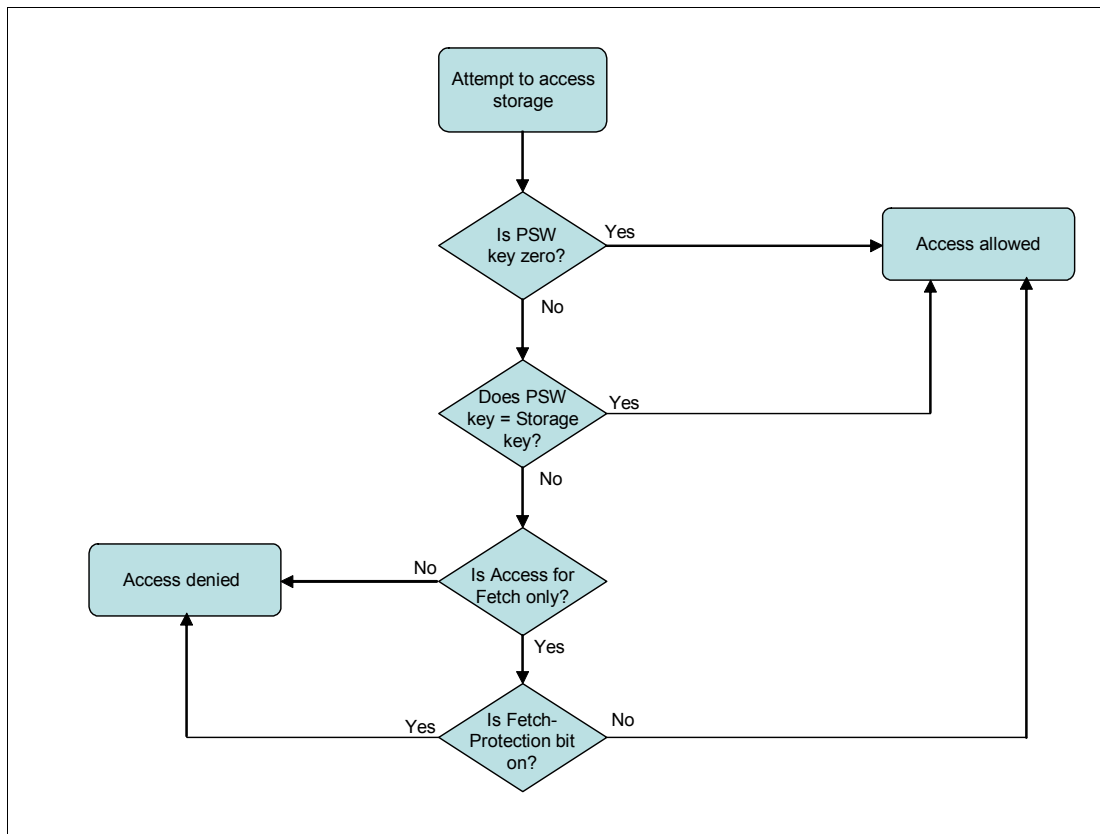 Attempt to access
storage
Is PSW
key zero?
Yes
Access allowed
No
Does PSW
key = Storage
key?
Yes
No
Access denied
No
Is Access for
Fetch only?
Yes
Yes
Is Fetch-
Protection bit
on?
No